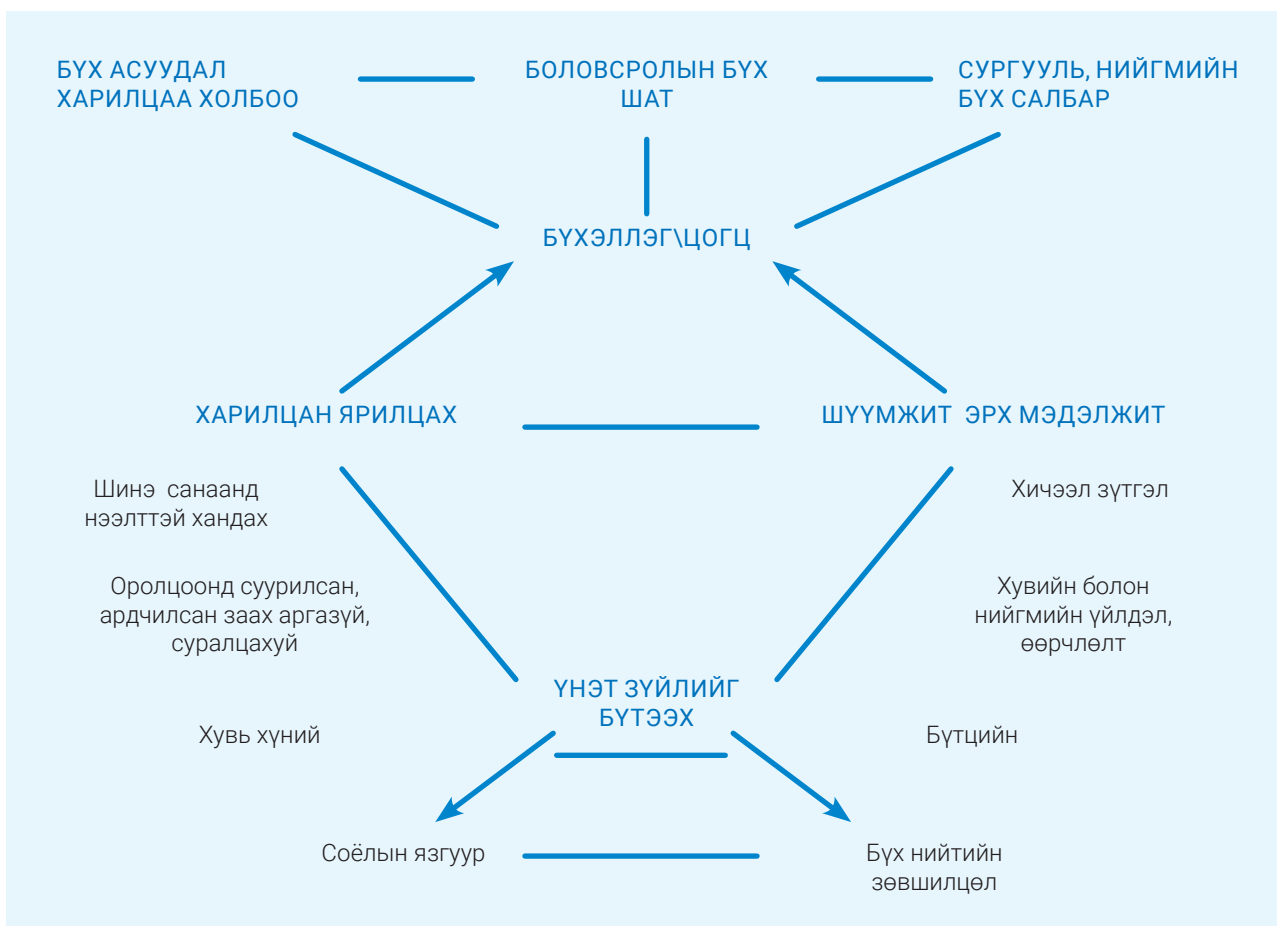 БҮХ АСУУДАЛ
ХАРИЛЦАА ХОЛБОО
БОЛОВСРОЛЫН БҮХ
ШАТ
СУРГУУЛЬ, НИЙГМИЙН
БҮХ САЛБАР
БҮХЭЛЛЭГ\ЦОГЦ
ХАРИЛЦАН ЯРИЛЦАХ
ШҮҮМЖИТ ЭРХ МЭДЭЛЖИТ
Шинэ санаанд
нээлттэй хандах
Хичээл зүтгэл
Оролцоонд суурилсан,
ардчилсан заах аргазүй,
суралцахуй
Хувийн болон
нийгмийн үйлдэл,
өөрчлөлт
ҮНЭТ ЗҮЙЛИЙГ
БҮТЭЭХ
Хувь хүний
Бүтцийн
Соёлын язгуур
Бүх нийтийн
зөвшилцөл